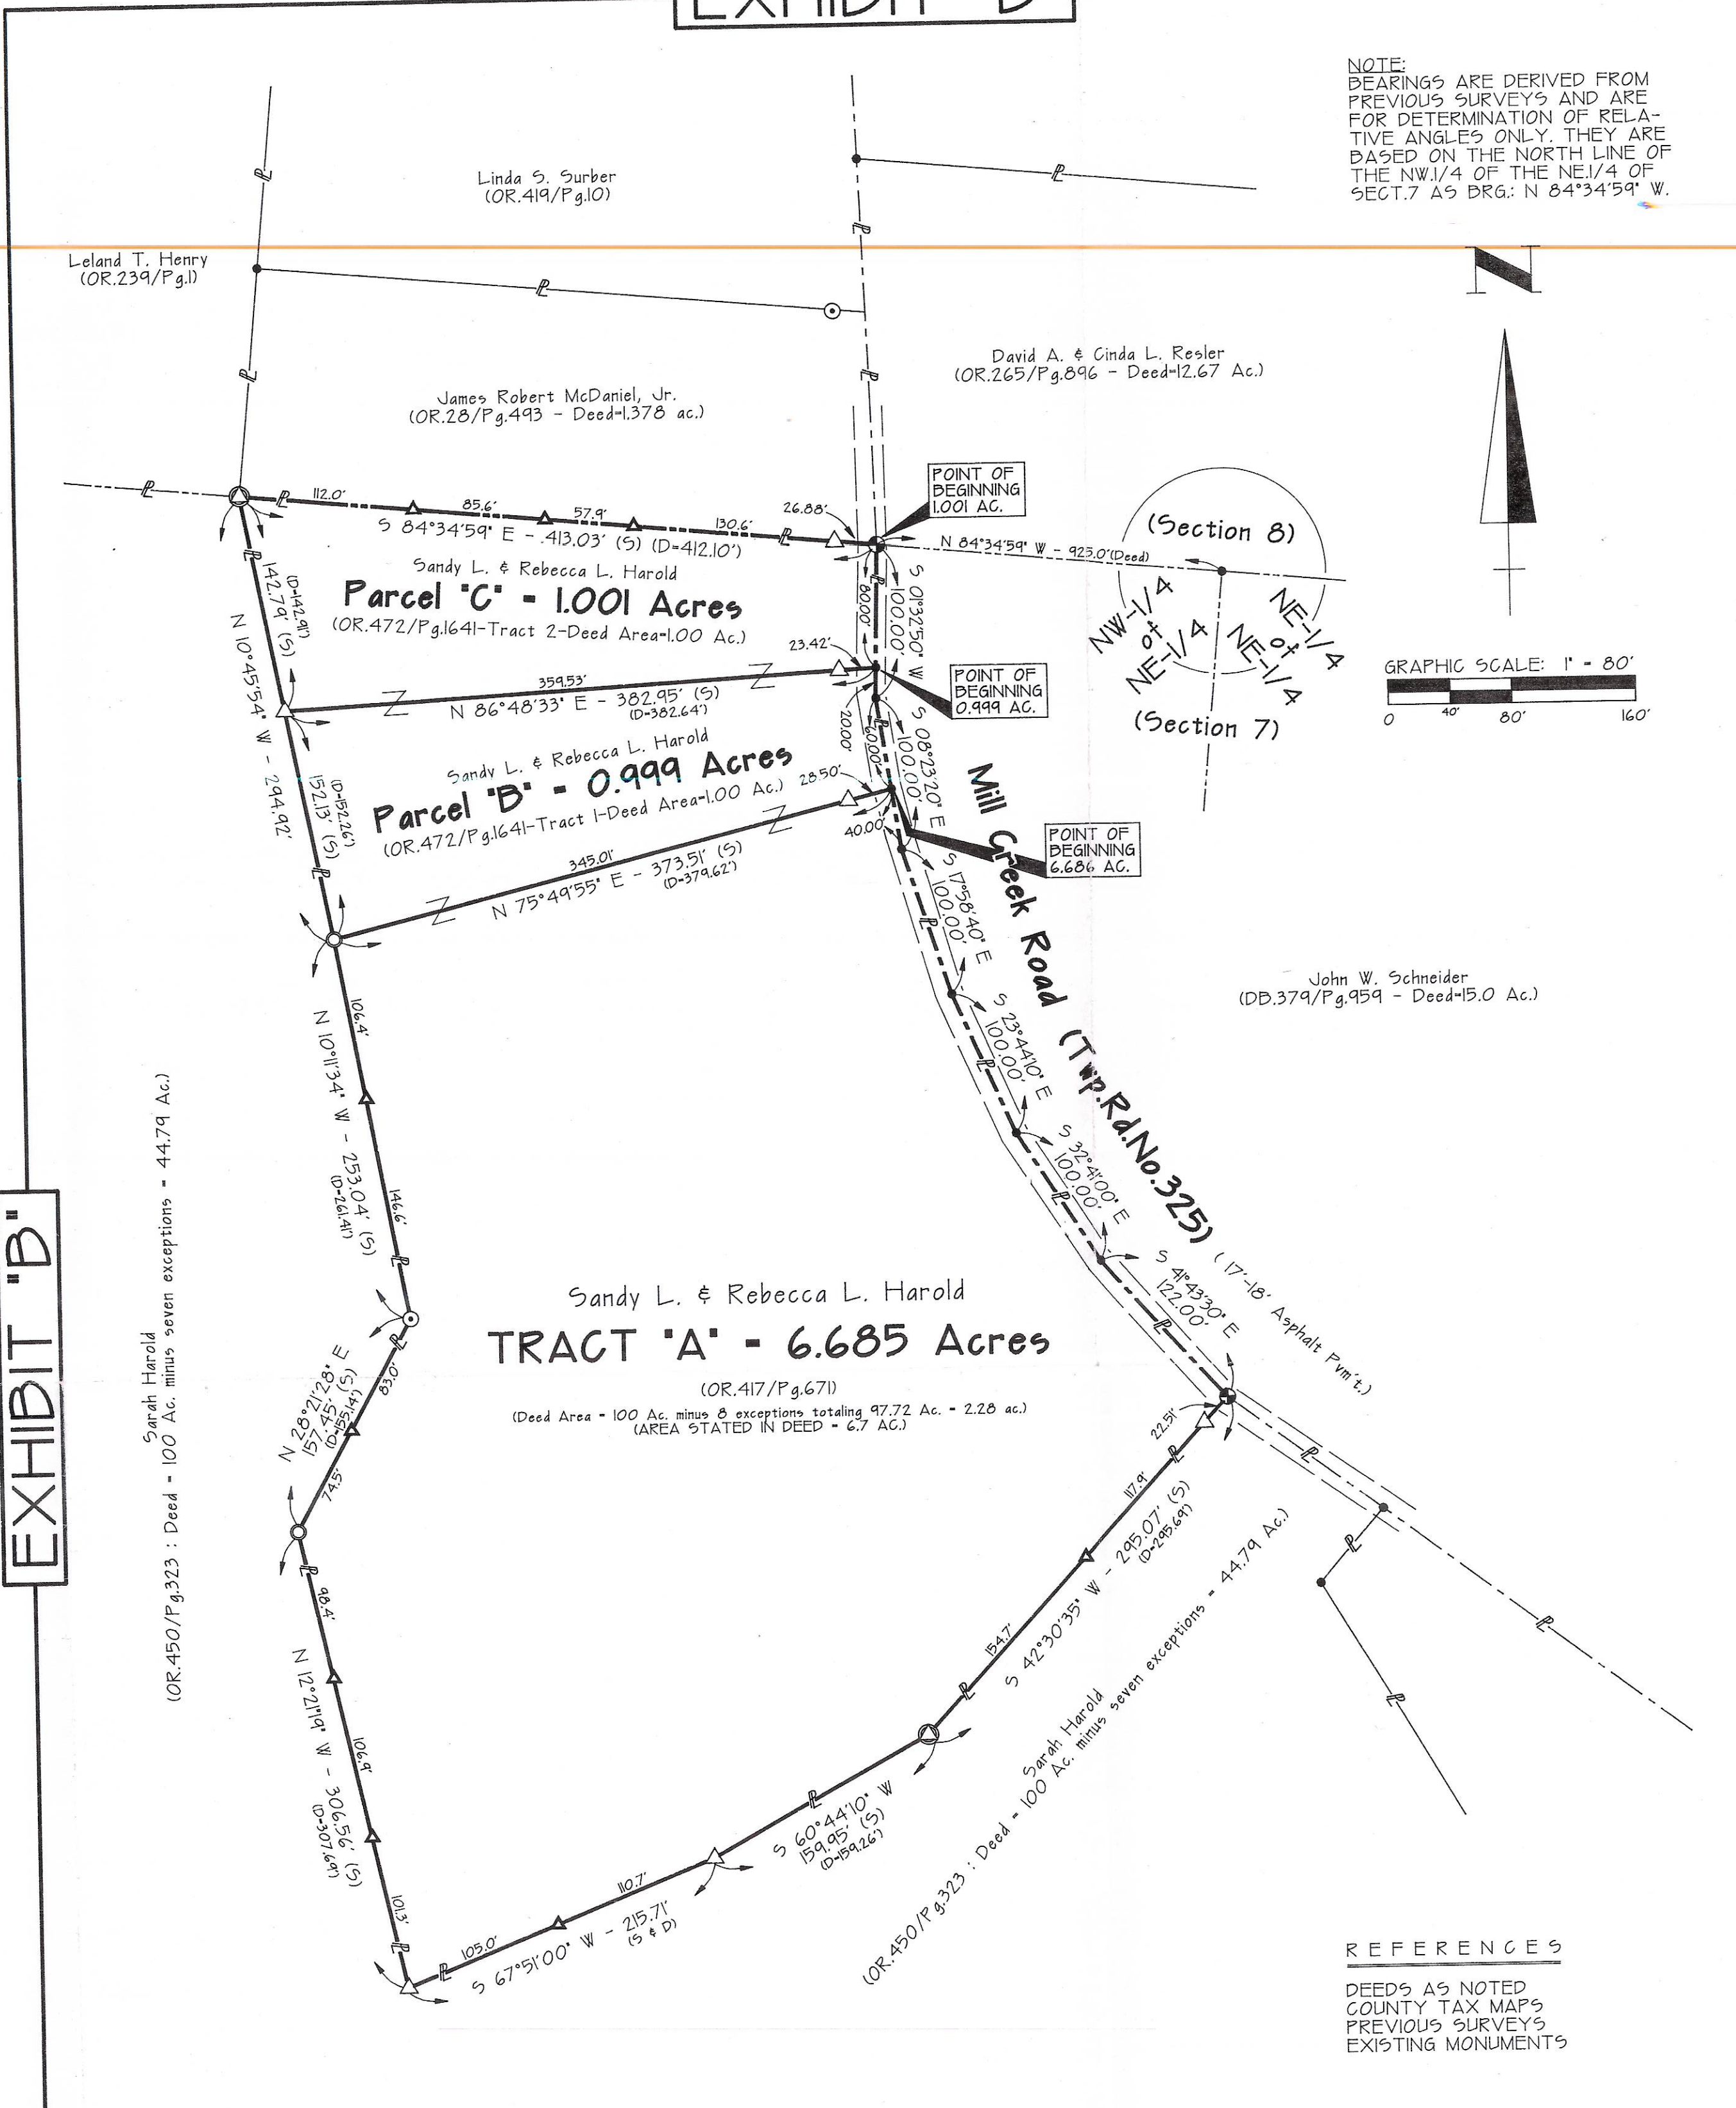 EXHIBIT "B"
NOTE:
BEARINGS ARE DERIVED FROM
PREVIOUS SURVEYS AND ARE
FOR DETERMINATION OF RELA-
TIVE ANGLES ONLY. THEY ARE
BASED ON THE NORTH LINE OF
THE NW.1/4 OF THE NE.1/4 OF
SECT.7 AS BRG.: N 84°34'59" W.
N
Linda S. Surber
(OR.419/Pg.10)
Leland T. Henry
(OR.239/Pg.1)
David A. & Cinda L. Resler
(OR.265/Pg.896 - Deed=12.67 Ac.)
James Robert McDaniel, Jr.
(OR.28/Pg.493 - Deed=1.378 ac.)
POINT OF
BEGINNING
1.001 AC.
112.0'
85.6'
57.9'
130.6'
26.88'
S 84°34'59" E - 413.03' (S) (D=412.10')
N 84°34'59" W - 925.0'(Deed)
(Section 8)
NW-1/4
of
NE-1/4
NE-1/4
of
NE-1/4
(Section 7)
Sandy L. & Rebecca L. Harold
Parcel "C" = 1.001 Acres
(OR.472/Pg.1641-Tract 2-Deed Area=1.00 Ac.)
(D=142.91')
142.79' (S)
N 10°45'54" W - 294.92'
80.00'
S 01°32'50" W
100.00'
23.42'
359.53'
N 86°48'33" E - 382.95' (S)
(D=382.64')
POINT OF
BEGINNING
0.999 AC.
GRAPHIC SCALE: 1" = 80'
0
40'
80'
160'
Sandy L. & Rebecca L. Harold
Parcel "B" = 0.999 Acres
(OR.472/Pg.1641-Tract 1-Deed Area=1.00 Ac.)
(D=152.26')
152.13' (S)
20.00'
60.00'
S 08°23'20" E
100.00'
28.50'
40.00'
345.01'
N 75°49'55" E - 373.51' (S)
(D=379.62')
POINT OF
BEGINNING
6.686 AC.
Mill Creek Road (Twp.Rd.No.325)
( 17'-18' Asphalt Pvm't.)
S 17°58'40" E
100.00'
S 23°44'10" E
100.00'
S 32°41'00" E
100.00'
S 41°43'30" E
122.00'
John W. Schneider
(DB.379/Pg.959 - Deed=15.0 Ac.)
106.4'
N 10°11'34" W - 253.04' (S)
(D=261.41')
146.6'
Sarah Harold
(OR.450/Pg.323 : Deed = 100 Ac. minus seven exceptions = 44.79 Ac.)
EXHIBIT "B"
Sandy L. & Rebecca L. Harold
TRACT "A" = 6.685 Acres
(OR.417/Pg.671)
(Deed Area = 100 Ac. minus 8 exceptions totaling 97.72 Ac. = 2.28 ac.)
(AREA STATED IN DEED = 6.7 AC.)
N 28°21'28" E
157.45' (S)
(D=155.14')
83.0'
74.5'
22.51'
117.9'
154.7'
S 42°30'35" W - 295.07' (S)
(D=295.69')
98.4'
N 12°21'19" W - 306.56' (S)
(D=307.69')
106.9'
101.3'
Sarah Harold
(OR.450/Pg.323 : Deed = 100 Ac. minus seven exceptions = 44.79 Ac.)
S 60°44'10" W
159.95' (S)
(D=159.26')
110.7'
105.0'
S 67°51'00" W - 215.71'
(S & D)
REFERENCES
DEEDS AS NOTED
COUNTY TAX MAPS
PREVIOUS SURVEYS
EXISTING MONUMENTS